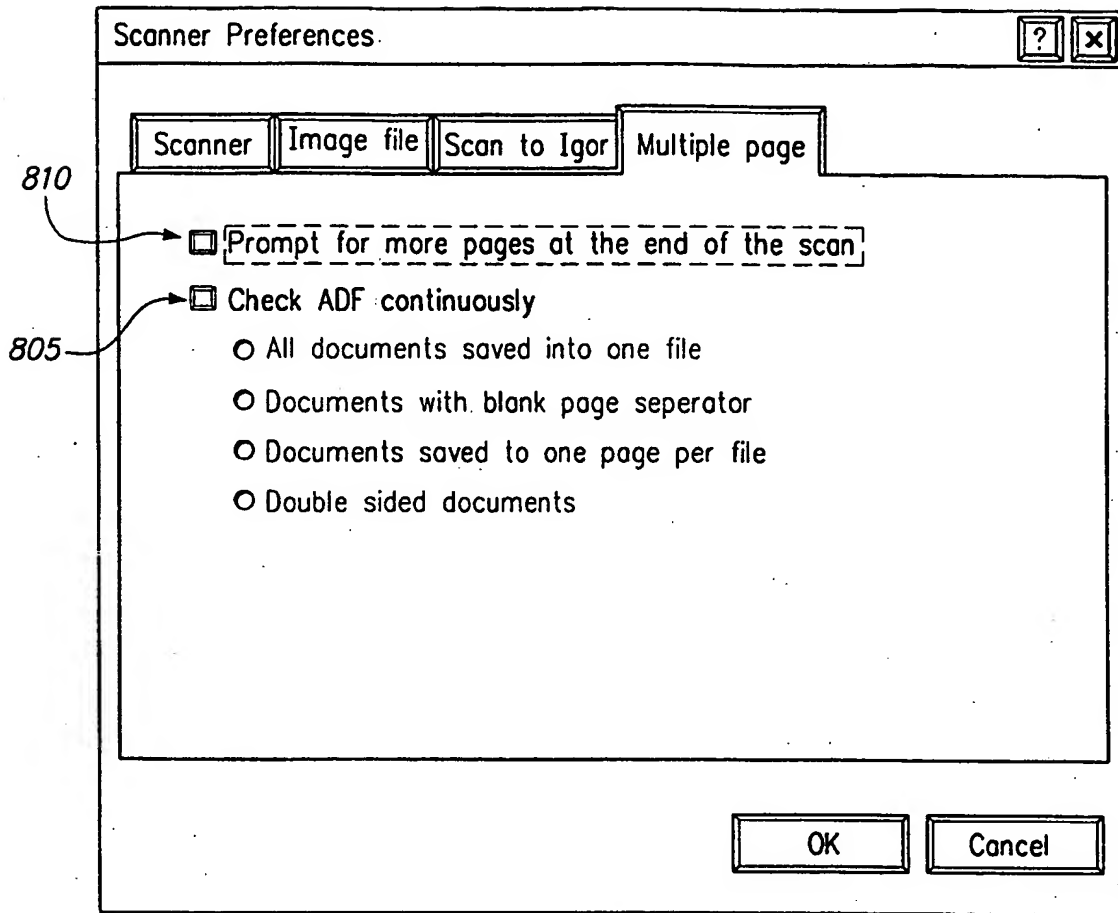 Scanner Preferences
? x
Scanner Image file Scan to Igor Multiple page
810
Prompt for more pages at the end of the scan
Check ADF continuously
805
All documents saved into one file
Documents with blank page seperator
Documents saved to one page per file
Double sided documents
OK Cancel